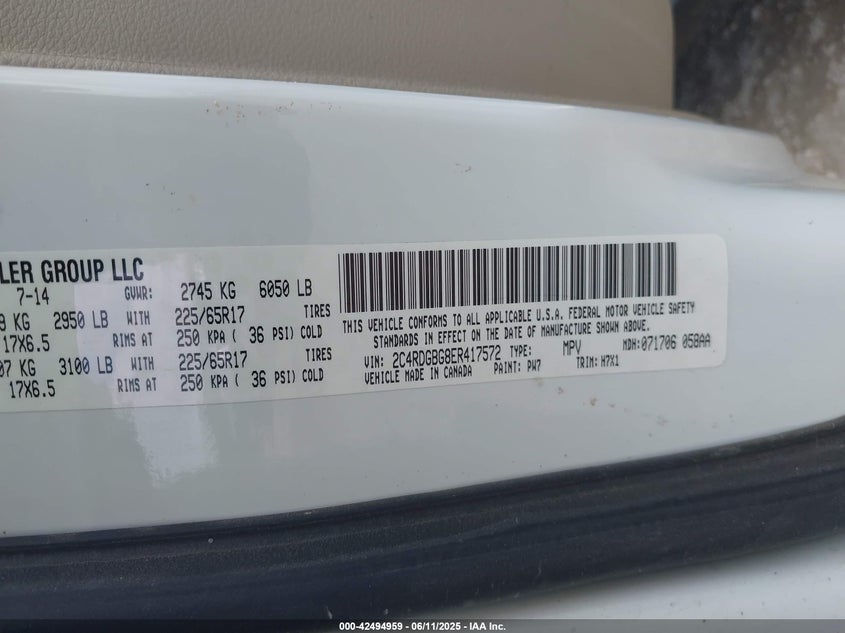 LER GROUP LLC
7-14 GVWR: 2745 KG 6050 LB
KG 2950 LB WITH 225/65R17 TIRES
17X6.5 RIMS AT 250 KPA ( 36 PSI) COLD
07 KG 3100 LB WITH 225/65R17 TIRES
17X6.5 RIMS AT 250 KPA ( 36 PSI) COLD
THIS VEHICLE CONFORMS TO ALL APPLICABLE U.S.A. FEDERAL MOTOR VEHICLE SAFETY
STANDARDS IN EFFECT ON THE DATE OF MANUFACTURE SHOWN ABOVE.
VIN: 2C4RDGBG8ER417572 TYPE: MPV MDH: 071706 058AA
VEHICLE MADE IN CANADA PAINT: PW7 TRIM: H7X1
000-42494959 | 06/11/2025 - IAA Inc.